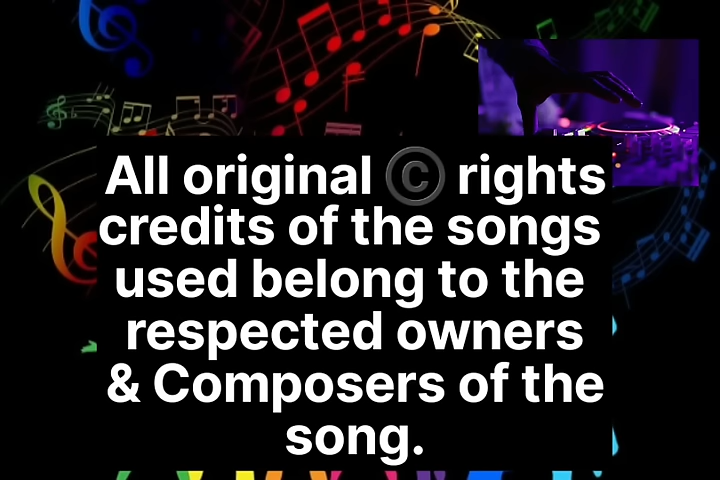 All original © rights
credits of the songs
used belong to the
respected owners
& Composers of the
song.